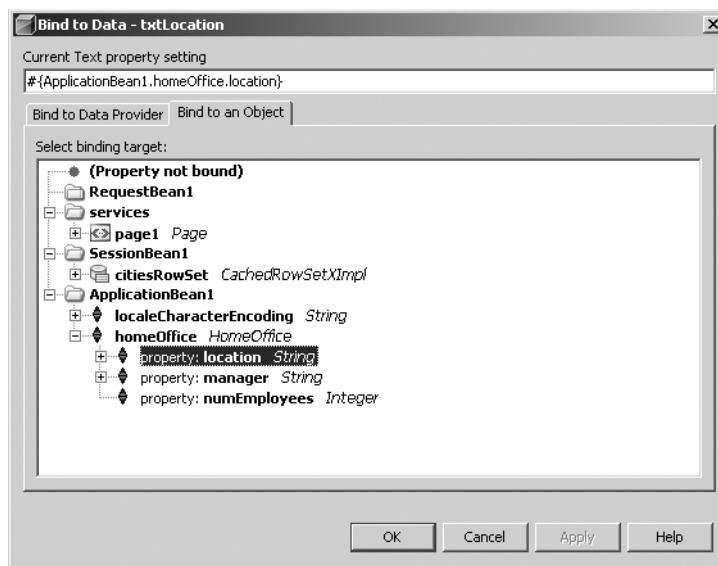 Bind to Data - txtLocation
Current Text property setting
#{ApplicationBean1.homeOffice.location}
Bind to Data Provider Bind to an Object
Select binding target:
(Property not bound)
RequestBean1
services
page1 Page
SessionBean1
citiesRowSet CachedRowSetXImpl
ApplicationBean1
localeCharacterEncoding String
homeOffice HomeOffice
property: location String
property: manager String
property: numEmployees Integer
OK Cancel Apply Help